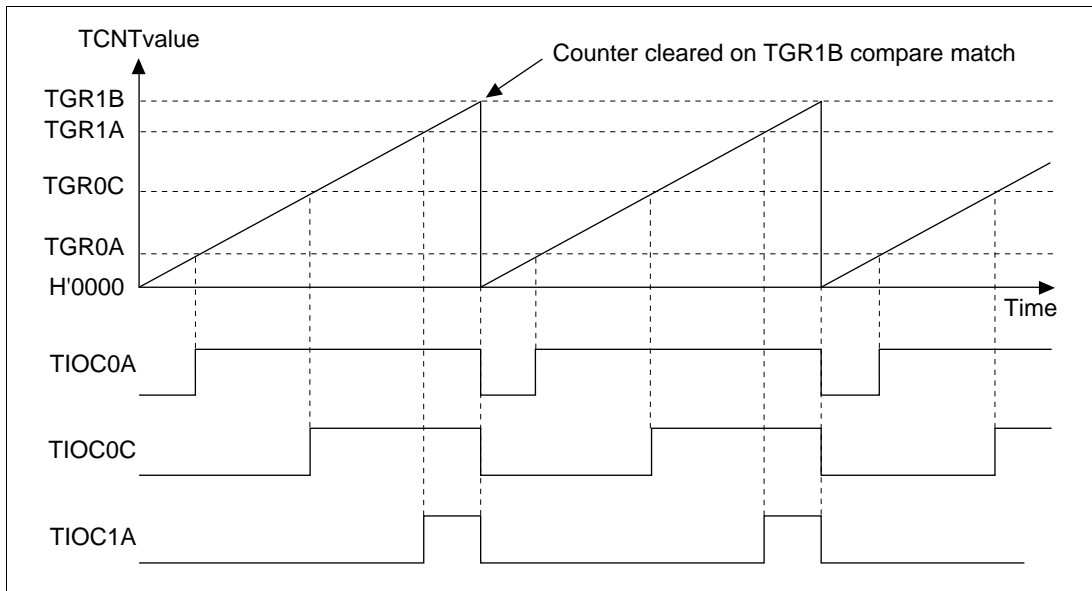 TCNTvalue
Counter cleared on TGR1B compare match
TGR1B
TGR1A
TGR0C
TGR0A
H'0000
Time
TIOC0A
TIOC0C
TIOC1A